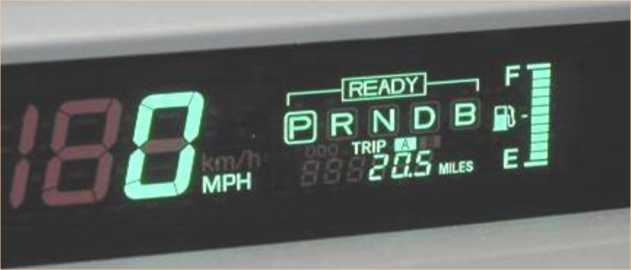 READY
F
P R N D B
0
km/h
MPH
TRIP A
20.5 MILES
E